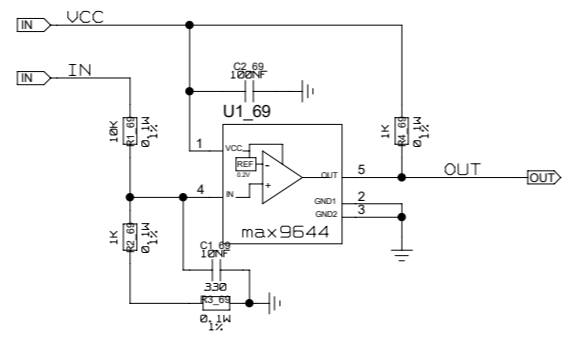 IN VCC
IN IN
C2_69
100NF
U1_69
10K R1_69 0.1W 1%
1K R4_69 0.1W 1%
1 VCC
REF
0.2V
-
+
4 IN
OUT 5 OUT OUT
GND1 2
GND2 3
max9644
1K R2_69 0.1W 1%
C1_69
10NF
330
R3_69
0.1W
1%